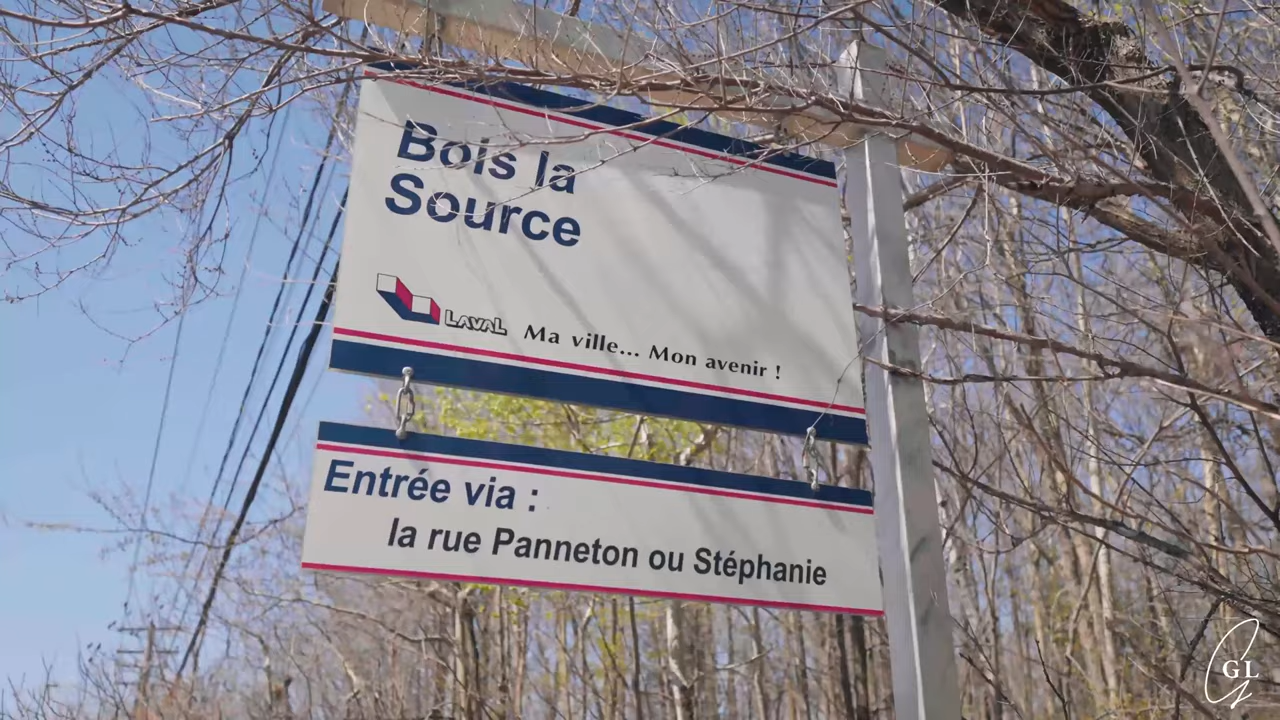 Bois la
Source
LAVAL Ma ville... Mon avenir !
Entrée via :
la rue Panneton ou Stéphanie
GL